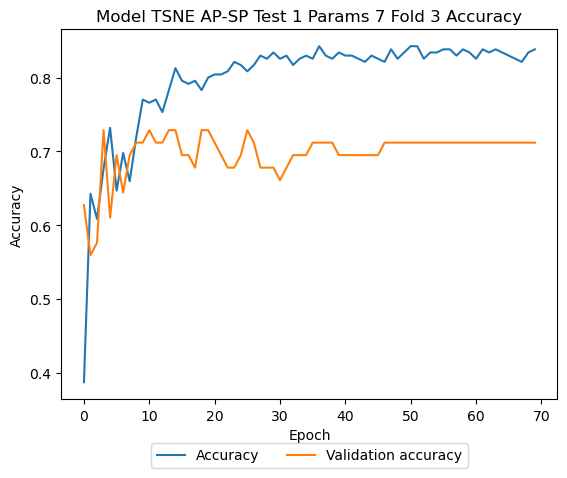 Model TSNE AP-SP Test 1 Params 7 Fold 3 Accuracy
0.8
0.7
0.6
0.5
0.4
Accuracy
0 10 20 30 40 50 60 70
Epoch
Accuracy Validation accuracy